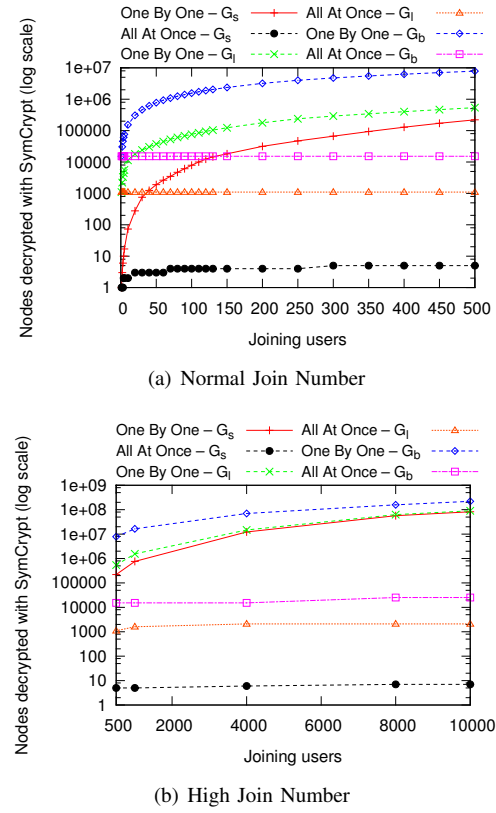 One By One – Gs All At Once – Gl
All At Once – Gs One By One – Gb
One By One – Gl All At Once – Gb
Nodes decrypted with SymCrypt (log scale)
1e+07
1e+06
100000
10000
1000
100
10
1
0 50 100 150 200 250 300 350 400 450 500
Joining users
(a) Normal Join Number
One By One – Gs All At Once – Gl
All At Once – Gs One By One – Gb
One By One – Gl All At Once – Gb
Nodes decrypted with SymCrypt (log scale)
1e+09
1e+08
1e+07
1e+06
100000
10000
1000
100
10
1
500 2000 4000 6000 8000 10000
Joining users
(b) High Join Number